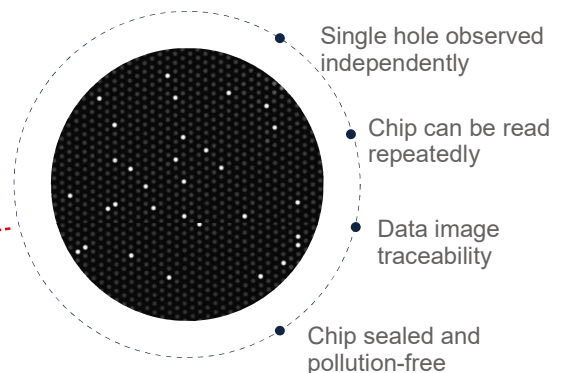 Single hole observed
independently
Chip can be read
repeatedly
Data image
traceability
Chip sealed and
pollution-free